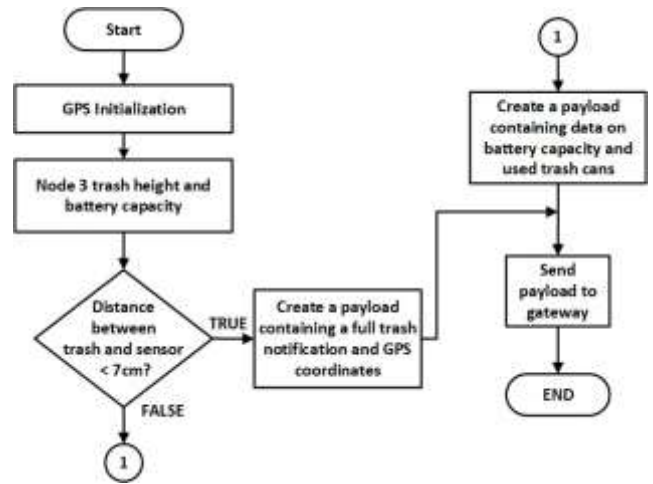 Start
GPS Initialization
Node 3 trash height and
battery capacity
Distance
between
trash and sensor
< 7cm?
TRUE
FALSE
1
Create a payload
containing a full trash
notification and GPS
coordinates
1
Create a payload
containing data on
battery capacity and
used trash cans
Send
payload to
gateway
END